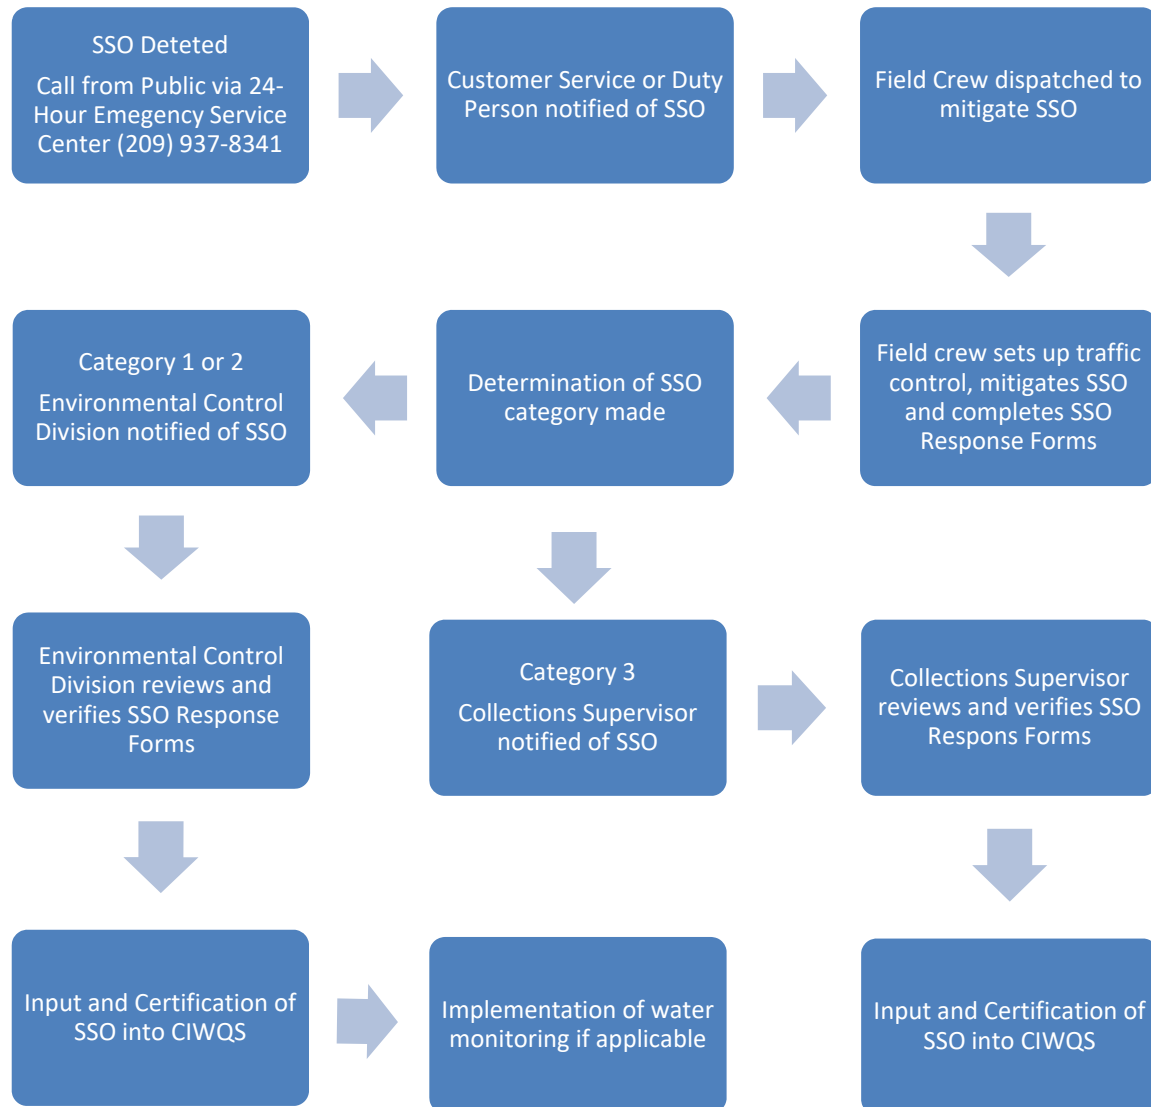 SSO Deteted
Call from Public via 24-
Hour Emegency Service
Center (209) 937-8341
Customer Service or Duty
Person notified of SSO
Field Crew dispatched to
mitigate SSO
Field crew sets up traffic
control, mitigates SSO
and completes SSO
Response Forms
Determination of SSO
category made
Category 1 or 2
Environmental Control
Division notified of SSO
Environmental Control
Division reviews and
verifies SSO Response
Forms
Category 3
Collections Supervisor
notified of SSO
Collections Supervisor
reviews and verifies SSO
Respons Forms
Input and Certification of
SSO into CIWQS
Implementation of water
monitoring if applicable
Input and Certification of
SSO into CIWQS